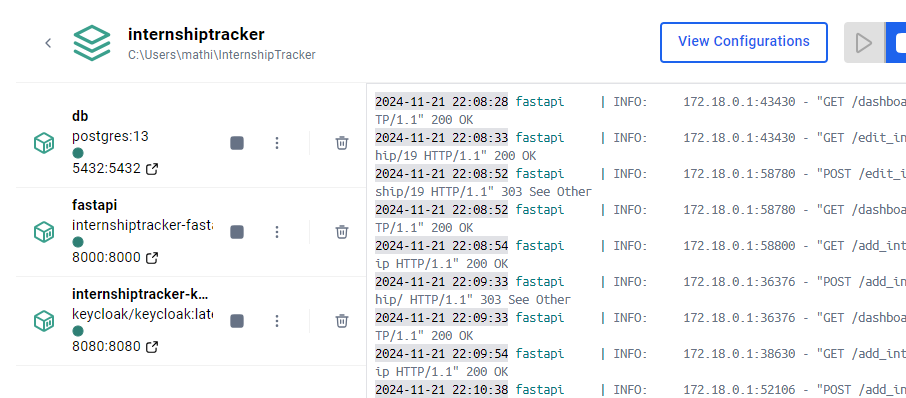 internshiptracker
C:\Users\mathi\InternshipTracker
View Configurations
db
postgres:13
5432:5432
fastapi
internshiptracker-fast
8000:8000
internshiptracker-k...
keycloak/keycloak:late
8080:8080
2024-11-21 22:08:28 fastapi | INFO: 172.18.0.1:43430 - "GET /dashboa
TP/1.1" 200 OK
2024-11-21 22:08:33 fastapi | INFO: 172.18.0.1:43430 - "GET /edit_in
hip/19 HTTP/1.1" 200 OK
2024-11-21 22:08:52 fastapi | INFO: 172.18.0.1:58780 - "POST /edit_i
ship/19 HTTP/1.1" 303 See Other
2024-11-21 22:08:52 fastapi | INFO: 172.18.0.1:58780 - "GET /dashboa
TP/1.1" 200 OK
2024-11-21 22:08:54 fastapi | INFO: 172.18.0.1:58800 - "GET /add_int
ip HTTP/1.1" 200 OK
2024-11-21 22:09:33 fastapi | INFO: 172.18.0.1:36376 - "POST /add_in
hip/ HTTP/1.1" 303 See Other
2024-11-21 22:09:33 fastapi | INFO: 172.18.0.1:36376 - "GET /dashboa
TP/1.1" 200 OK
2024-11-21 22:09:54 fastapi | INFO: 172.18.0.1:38630 - "GET /add_int
ip HTTP/1.1" 200 OK
2024-11-21 22:10:38 fastapi | INFO: 172.18.0.1:52106 - "POST /add_in